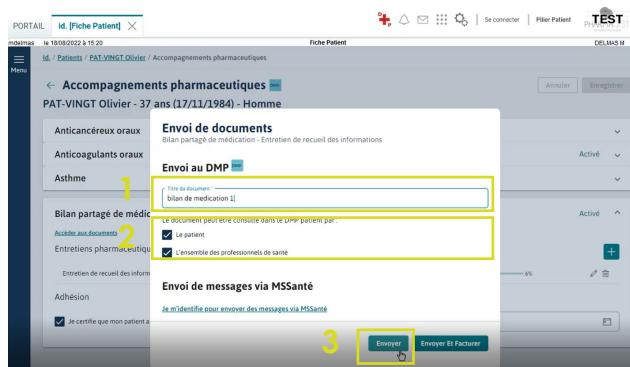 PORTAIL
id. [Fiche Patient]
Se connecter
Pilier Patient
TEST
mdelmas le 18/08/2022 à 15:20
Fiche Patient
DELMAS M
Menu
Id. / Patients / PAT-VINGT Olivier / Accompagnements pharmaceutiques
← Accompagnements pharmaceutiques
Annuler
Enregistrer
PAT-VINGT Olivier - 37 ans (17/11/1984) - Homme
Anticancéreux oraux
Anticoagulants oraux
Activé
Asthme
Bilan partagé de médic
Activé
Accéder aux documents
Entretiens pharmaceutiqu
Entretien de recueil des inform
6%
Adhésion
Je certifie que mon patient a
Envoi de documents
Bilan partagé de médication - Entretien de recueil des informations
Envoi au DMP
1
Titre du document *
bilan de medication 1
Le document peut être consulté dans le DMP patient par :
2
Le patient
L'ensemble des professionnels de santé
Envoi de messages via MSSanté
Je m'identifie pour envoyer des messages via MSSanté
3
Envoyer
Envoyer Et Facturer